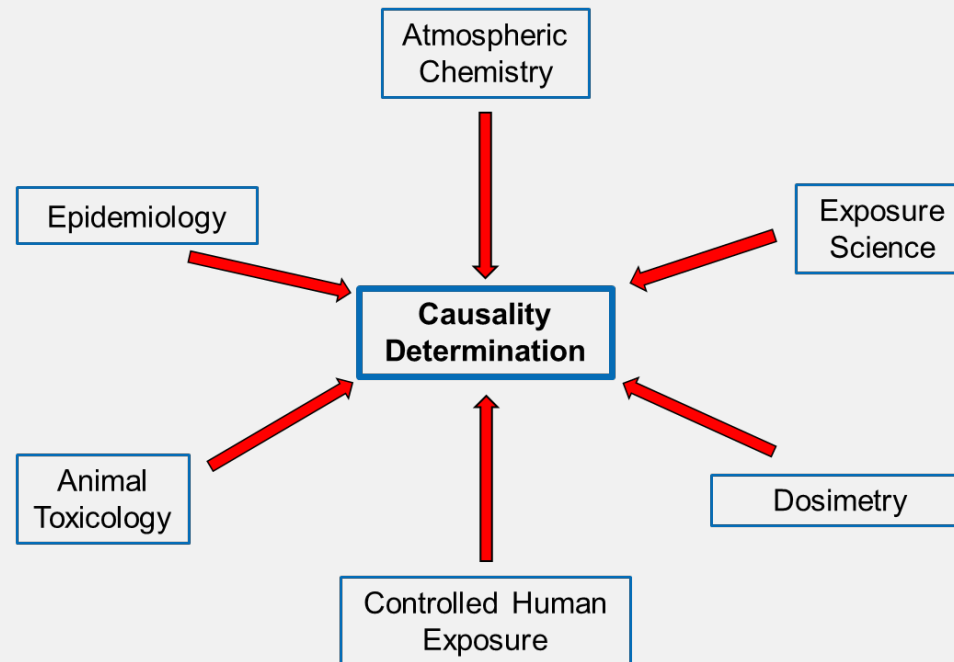 Atmospheric
Chemistry
Epidemiology
Exposure
Science
Causality
Determination
Animal
Toxicology
Dosimetry
Controlled Human
Exposure